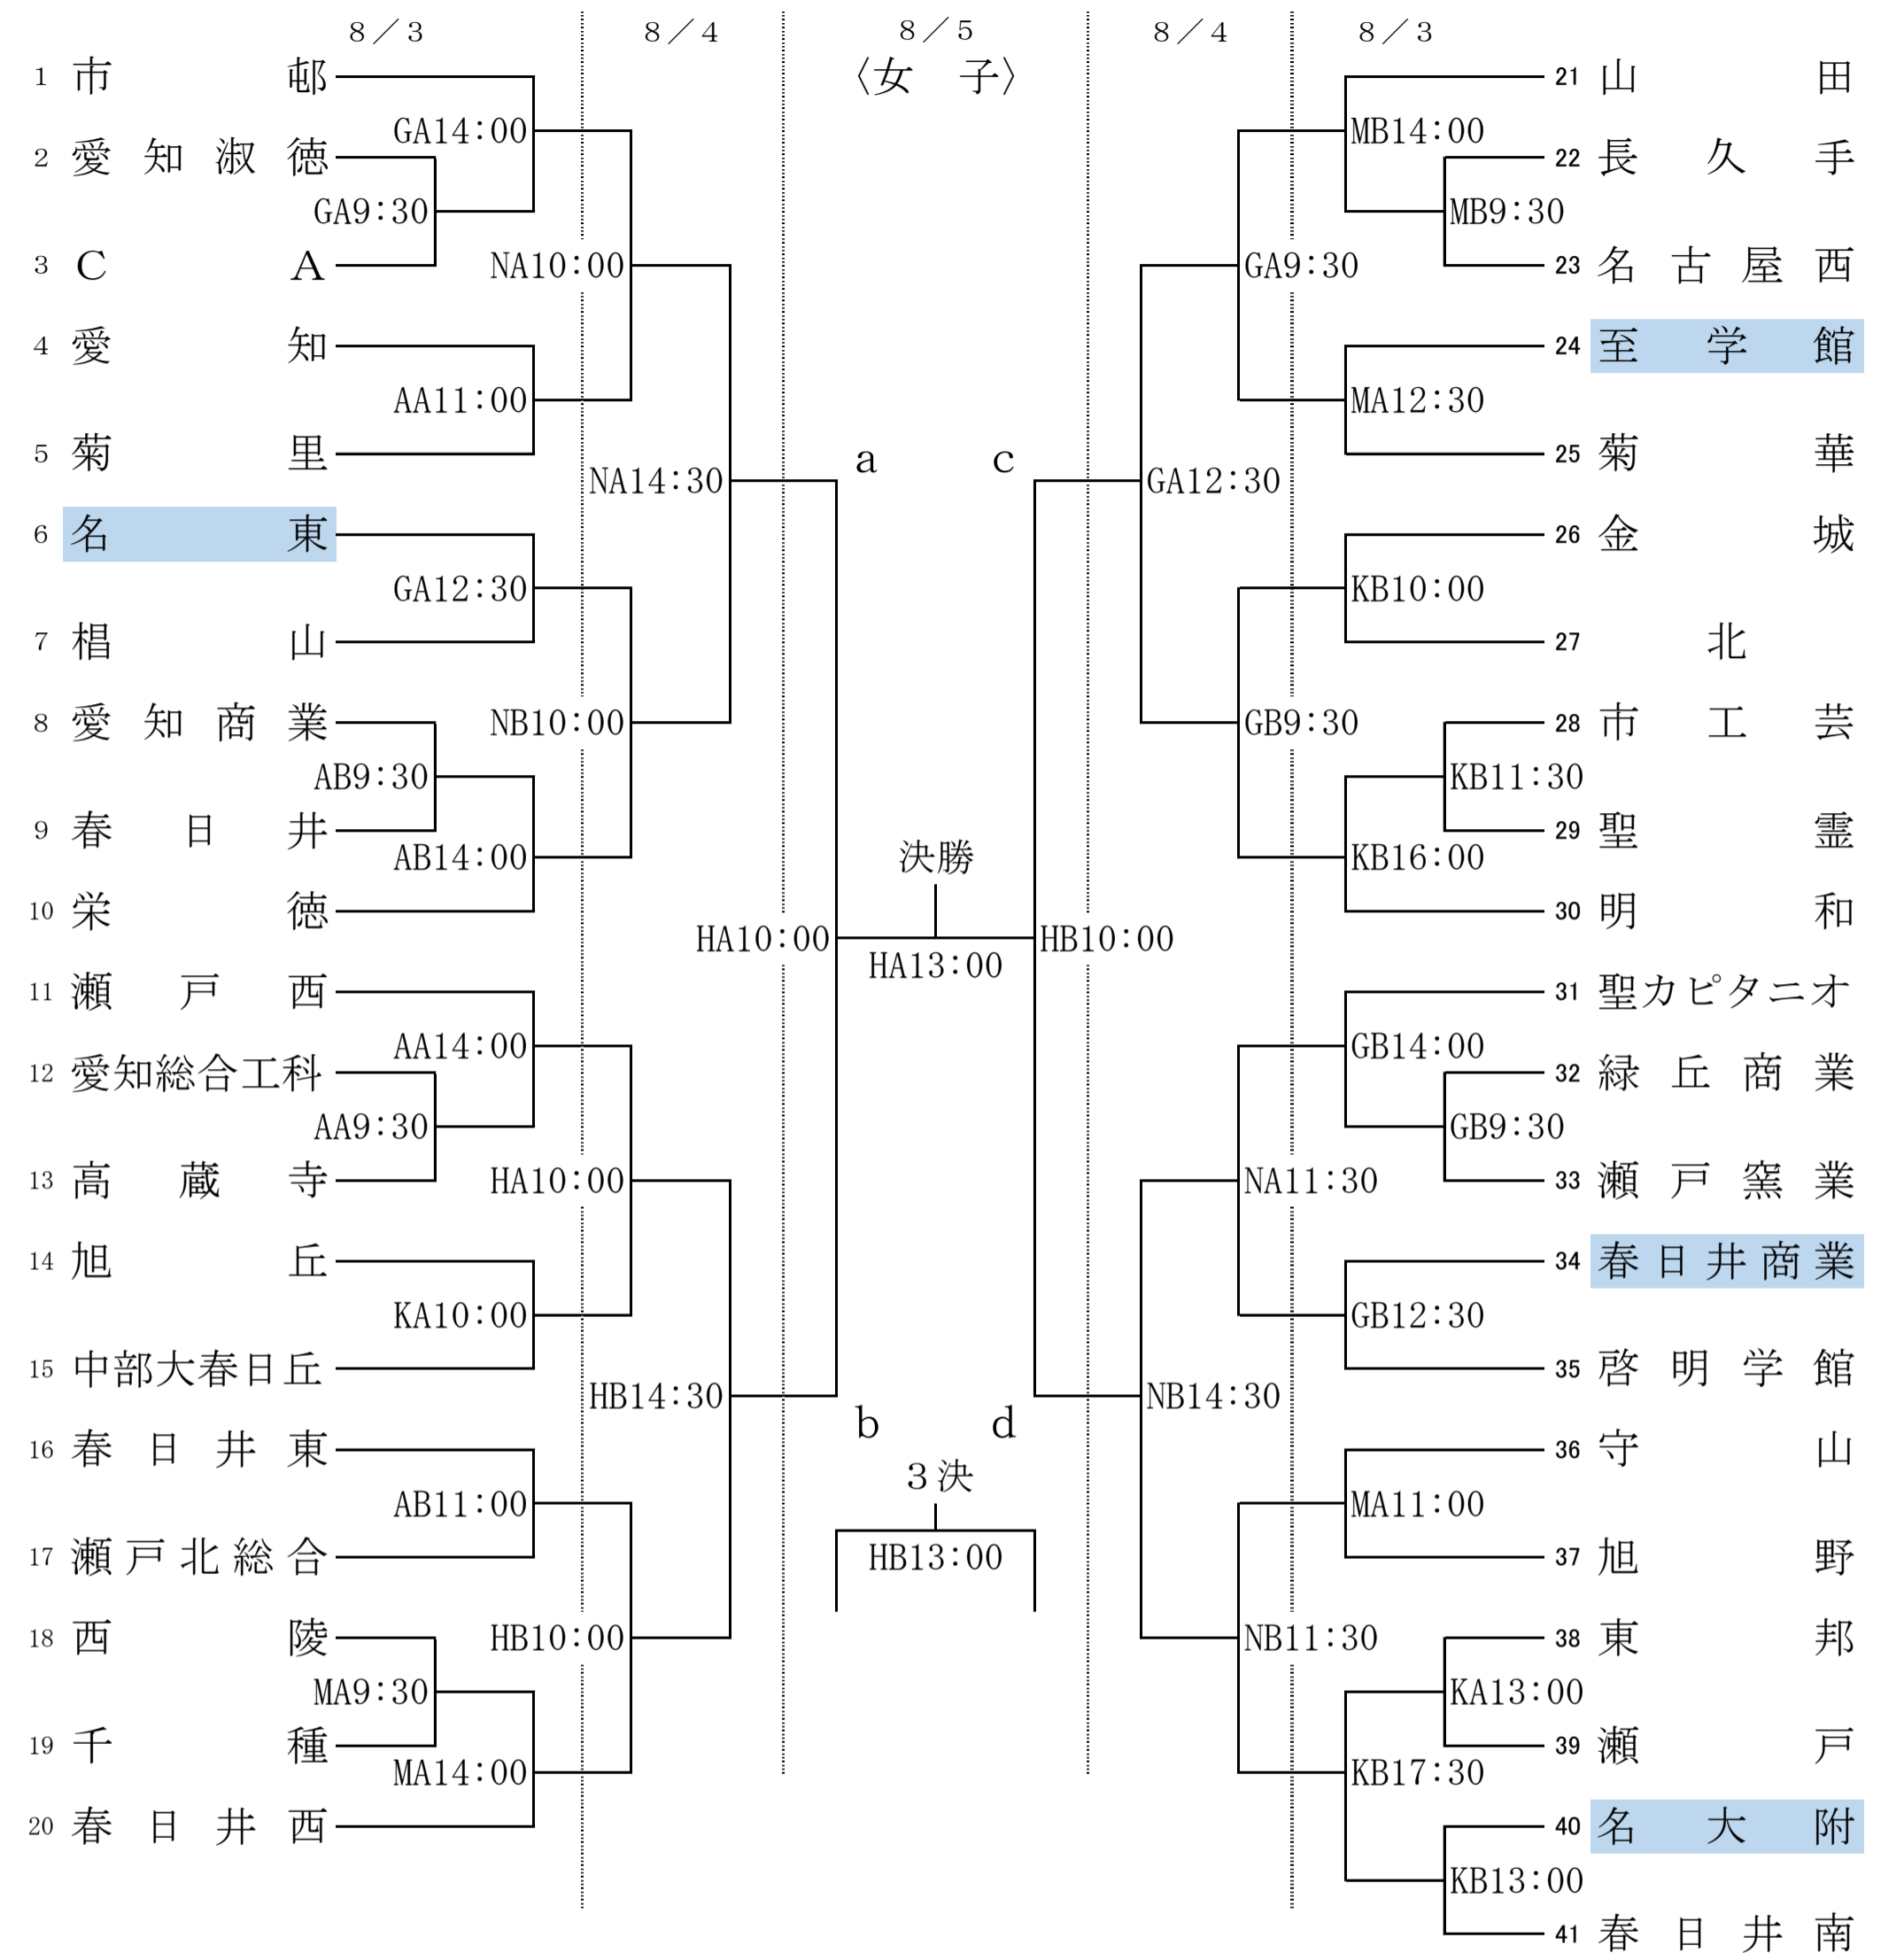 8／3 8／4 8／5 8／4 8／3
〈女 子〉
1 市 邨
GA14:00
2 愛 知 淑 徳
GA9:30
3 C A
NA10:00
4 愛 知
AA11:00
5 菊 里
NA14:30
6 名 東
GA12:30
7 椙 山
NB10:00
8 愛 知 商 業
AB9:30
9 春 日 井
AB14:00
10 栄 徳
HA10:00
11 瀬 戸 西
AA14:00
12 愛知総合工科
AA9:30
13 高 蔵 寺
HA10:00
14 旭 丘
KA10:00
15 中部大春日丘
HB14:30
16 春 日 井 東
AB11:00
17 瀬 戸 北 総 合
HB10:00
18 西 陵
MA9:30
19 千 種
MA14:00
20 春 日 井 西
a c
決勝
HA13:00
b d
3決
HB13:00
21 山 田
MB14:00
22 長 久 手
MB9:30
23 名 古 屋 西
GA9:30
24 至 学 館
MA12:30
25 菊 華
GA12:30
26 金 城
KB10:00
27 北
GB9:30
28 市 工 芸
KB11:30
29 聖 霊
KB16:00
30 明 和
HB10:00
31 聖カピタニオ
GB14:00
32 緑 丘 商 業
GB9:30
33 瀬 戸 窯 業
NA11:30
34 春 日 井 商 業
GB12:30
35 啓 明 学 館
NB14:30
36 守 山
MA11:00
37 旭 野
NB11:30
38 東 邦
KA13:00
39 瀬 戸
KB17:30
40 名 大 附
KB13:00
41 春 日 井 南